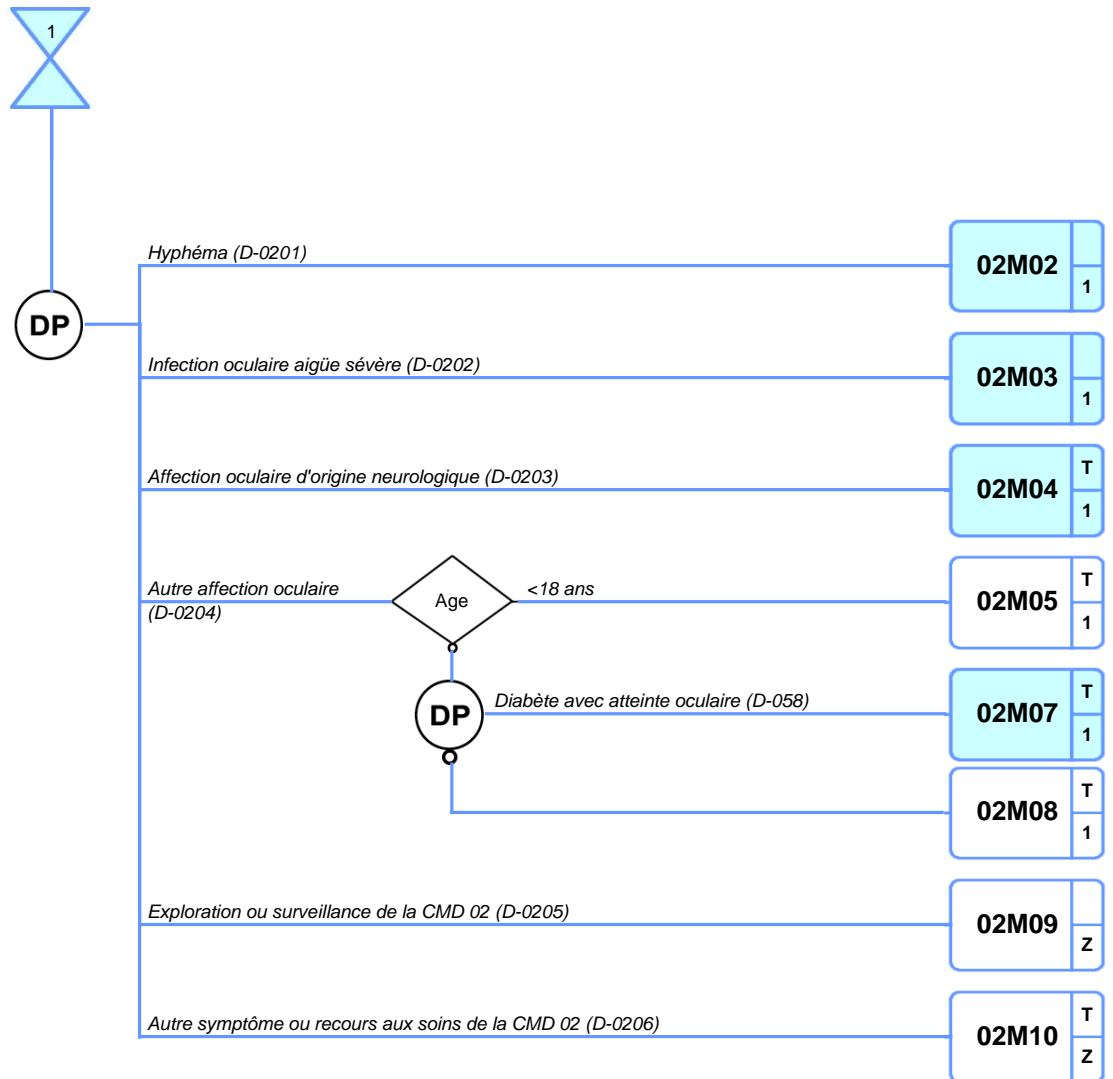 1
DP
Hyphéma (D-0201)
02M02
1
Infection oculaire aigüe sévère (D-0202)
02M03
1
Affection oculaire d'origine neurologique (D-0203)
02M04
T
1
Autre affection oculaire
(D-0204)
Age
<18 ans
02M05
T
1
DP
Diabète avec atteinte oculaire (D-058)
02M07
T
1
02M08
T
1
Exploration ou surveillance de la CMD 02 (D-0205)
02M09
Z
Autre symptôme ou recours aux soins de la CMD 02 (D-0206)
02M10
T
Z